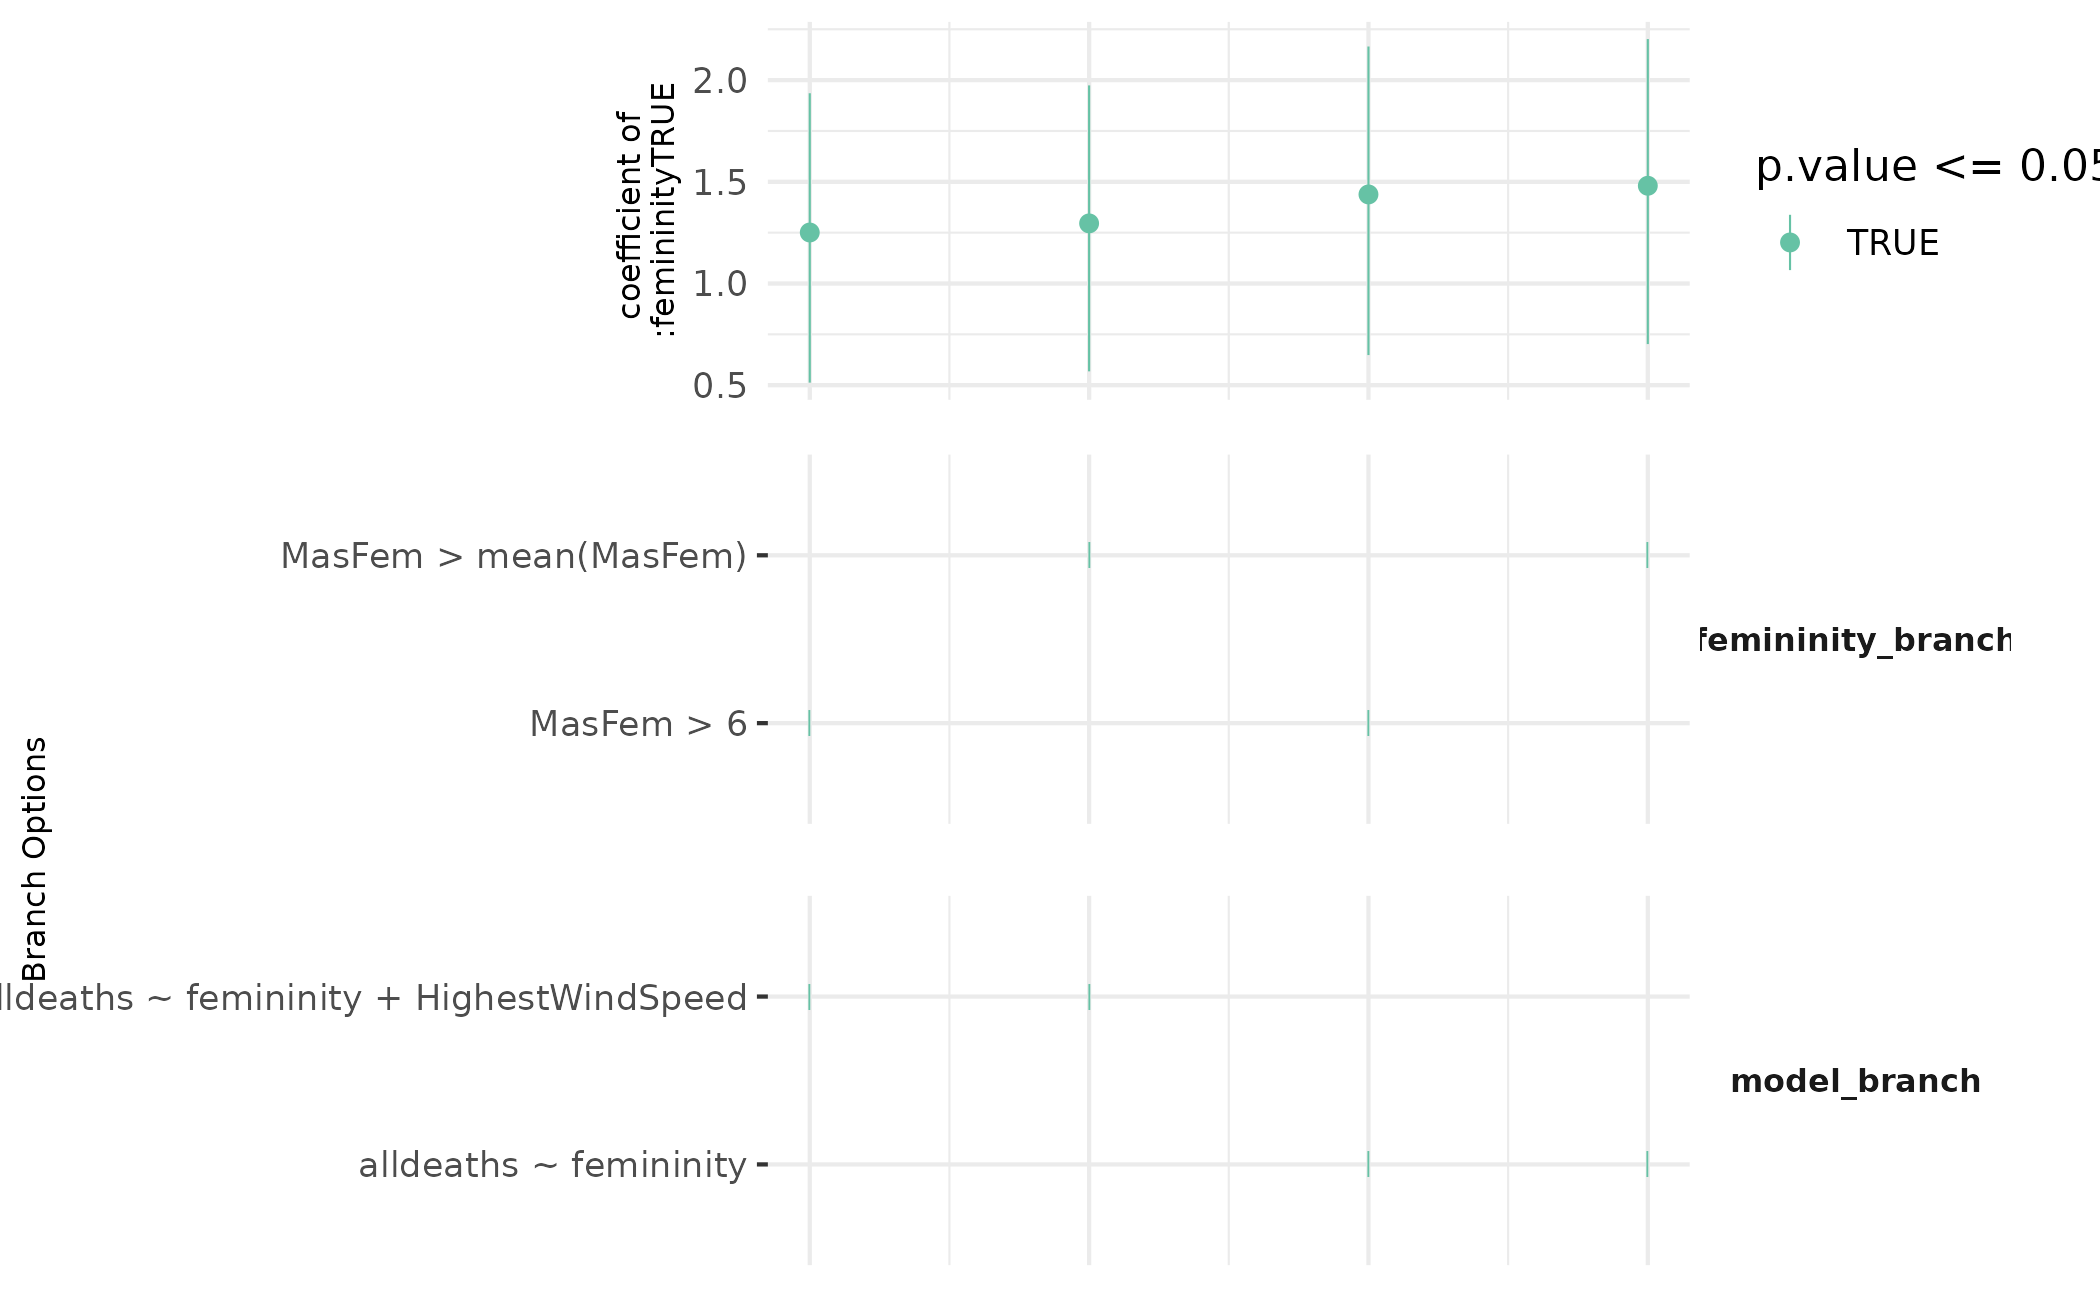 2.0
1.5
1.0
0.5
coefficient of
:femininityTRUE
p.value <= 0.05
TRUE
MasFem > mean(MasFem)
MasFem > 6
femininity_branch
Branch Options
lldeaths ~ femininity + HighestWindSpeed
alldeaths ~ femininity
model_branch